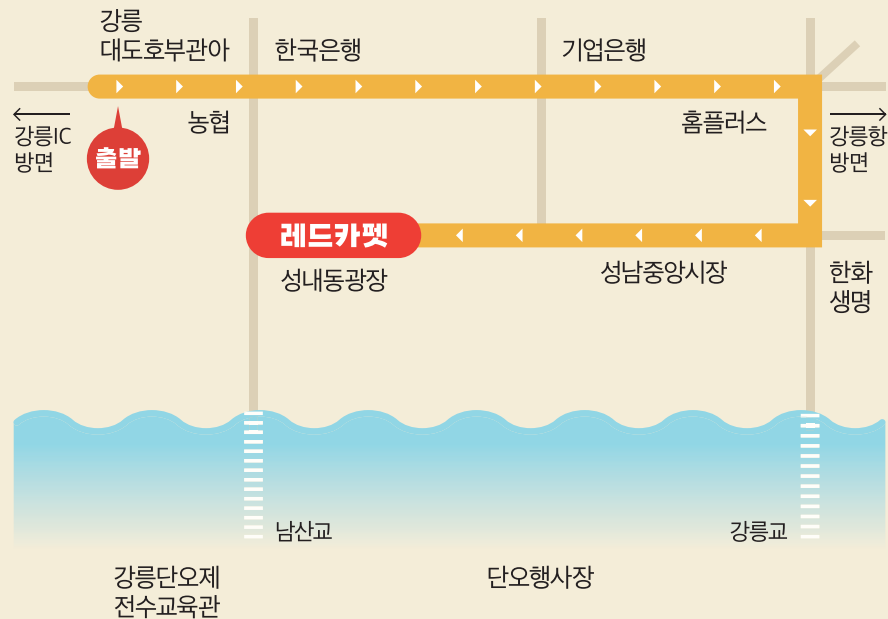 강릉
대도호부관아
한국은행
기업은행
강릉IC
방면
농협
홈플러스
강릉항
방면
출발
레드카펫
성내동광장
성남중앙시장
한화
생명
남산교
강릉교
강릉단오제
전수교육관
단오행사장